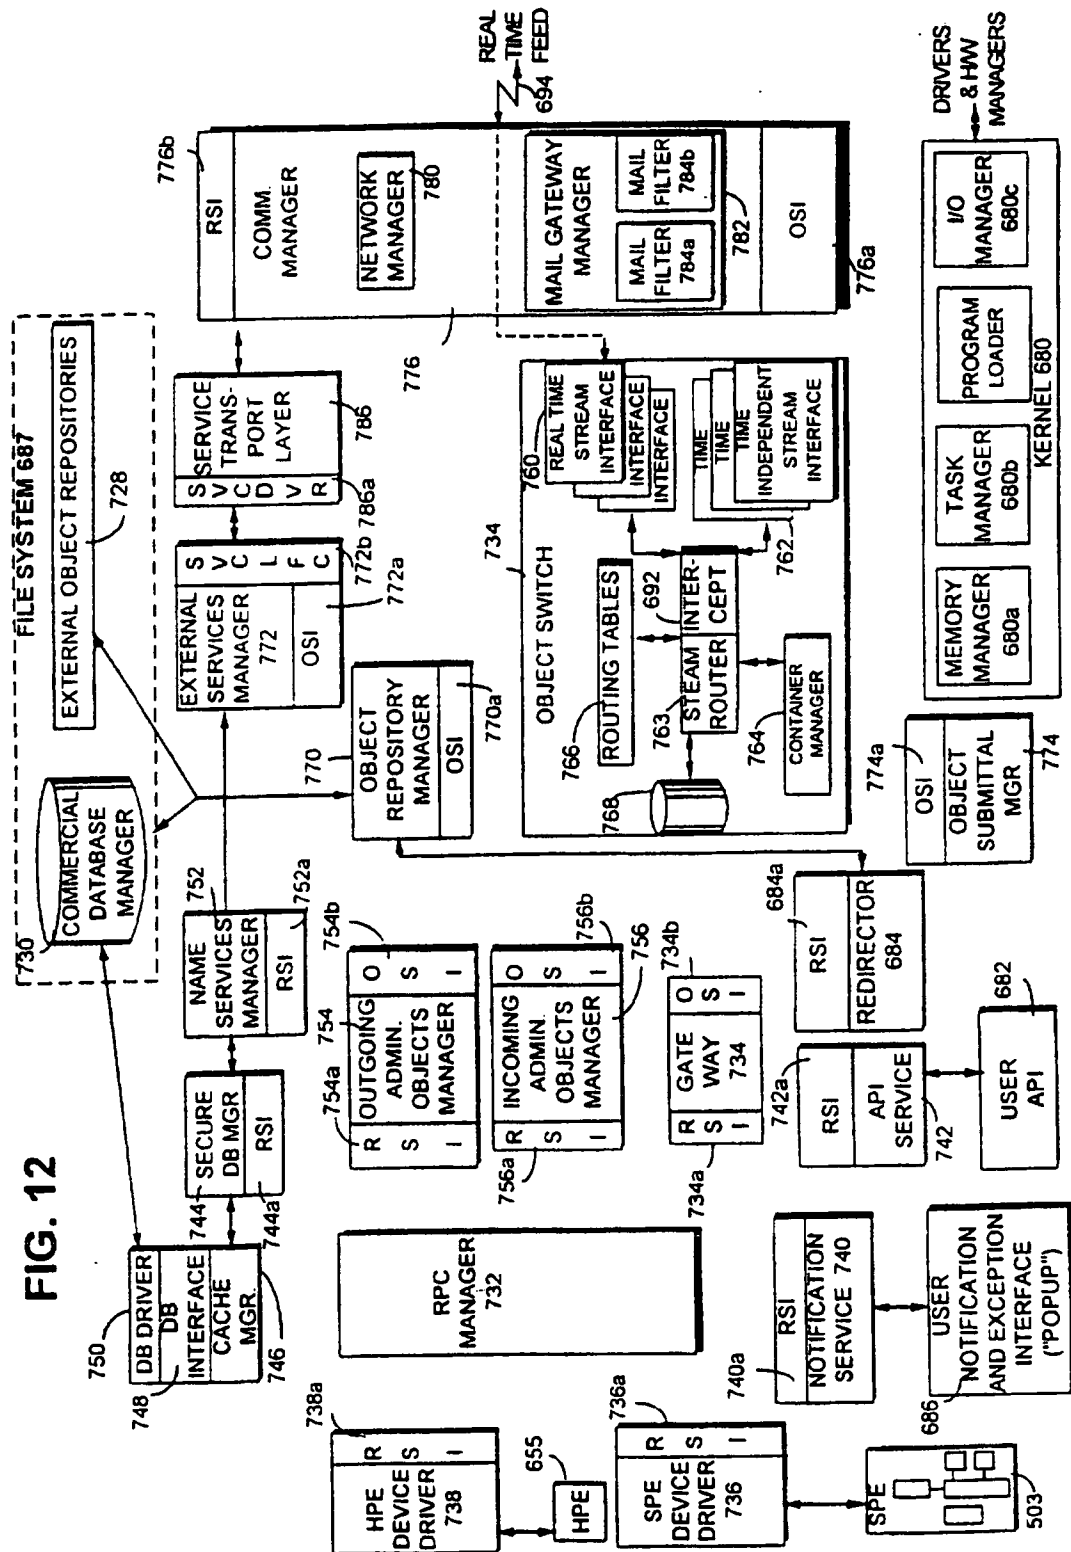 FIG. 12
FILE SYSTEM 687
EXTERNAL OBJECT REPOSITORIES
728
730
COMMERCIAL
DATABASE
MANAGER
750
DB DRIVER
DB
INTERFACE
748
CACHE
MGR.
746
744
SECURE
DB MGR
RSI
744a
752
NAME
SERVICES
MANAGER
RSI
752a
EXTERNAL
SERVICES
MANAGER
772
OSI
772a
S
V
C
L
F
C
772b
S
V
C
D
V
R
786a
SERVICE
TRANS-
PORT
LAYER
786
776b
RSI
COMM.
MANAGER
NETWORK
MANAGER
780
776
MAIL GATEWAY
MANAGER
MAIL
FILTER
784a
MAIL
FILTER
784b
782
OSI
776a
REAL
TIME
FEED
694
738a
HPE
DEVICE
DRIVER
738
R
S
I
655
HPE
736a
SPE
DEVICE
DRIVER
736
R
S
I
SPE
503
RPC
MANAGER
732
754a
754
754b
R
S
I
OUTGOING
ADMIN.
OBJECTS
MANAGER
O
S
I
756a
R
S
I
INCOMING
ADMIN.
OBJECTS
MANAGER
O
S
I
756b
756
734a
R
S
I
GATE
WAY
734
O
S
I
734b
770
OBJECT
REPOSITORY
MANAGER
OSI
770a
734
OBJECT SWITCH
766
ROUTING TABLES
692
763
STEAM
ROUTER
INTER-
CEPT
764
CONTAINER
MANAGER
768
760
REAL TIME
STREAM
INTERFACE
INTERFACE
INTERFACE
762
TIME
TIME
TIME
INDEPENDENT
STREAM
INTERFACE
740a
RSI
NOTIFICATION
SERVICE 740
686
USER
NOTIFICATION
AND EXCEPTION
INTERFACE
("POPUP")
742a
RSI
API
SERVICE
742
USER
API
682
684a
RSI
REDIRECTOR
684
774a
OSI
OBJECT
SUBMITTAL
MGR
774
MEMORY
MANAGER
680a
TASK
MANAGER
680b
PROGRAM
LOADER
I/O
MANAGER
680c
KERNEL 680
DRIVERS
& H/W
MANAGERS